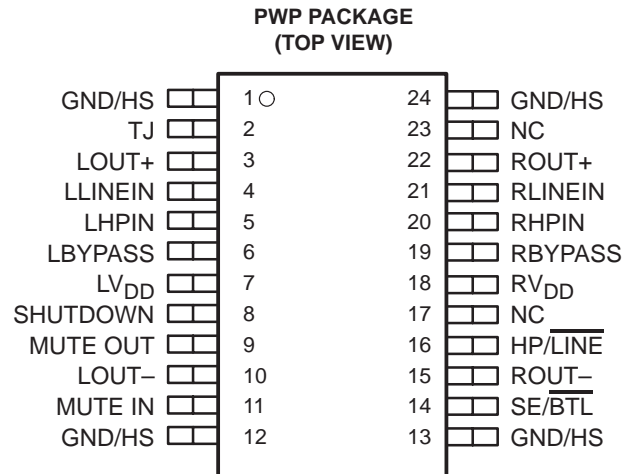 PWP PACKAGE
(TOP VIEW)
GND/HS 1 24 GND/HS
TJ 2 23 NC
LOUT+ 3 22 ROUT+
LLINEIN 4 21 RLINEIN
LHPIN 5 20 RHPIN
LBYPASS 6 19 RBYPASS
LVDD 7 18 RVDD
SHUTDOWN 8 17 NC
MUTE OUT 9 16 HP/LINE
LOUT– 10 15 ROUT–
MUTE IN 11 14 SE/BTL
GND/HS 12 13 GND/HS